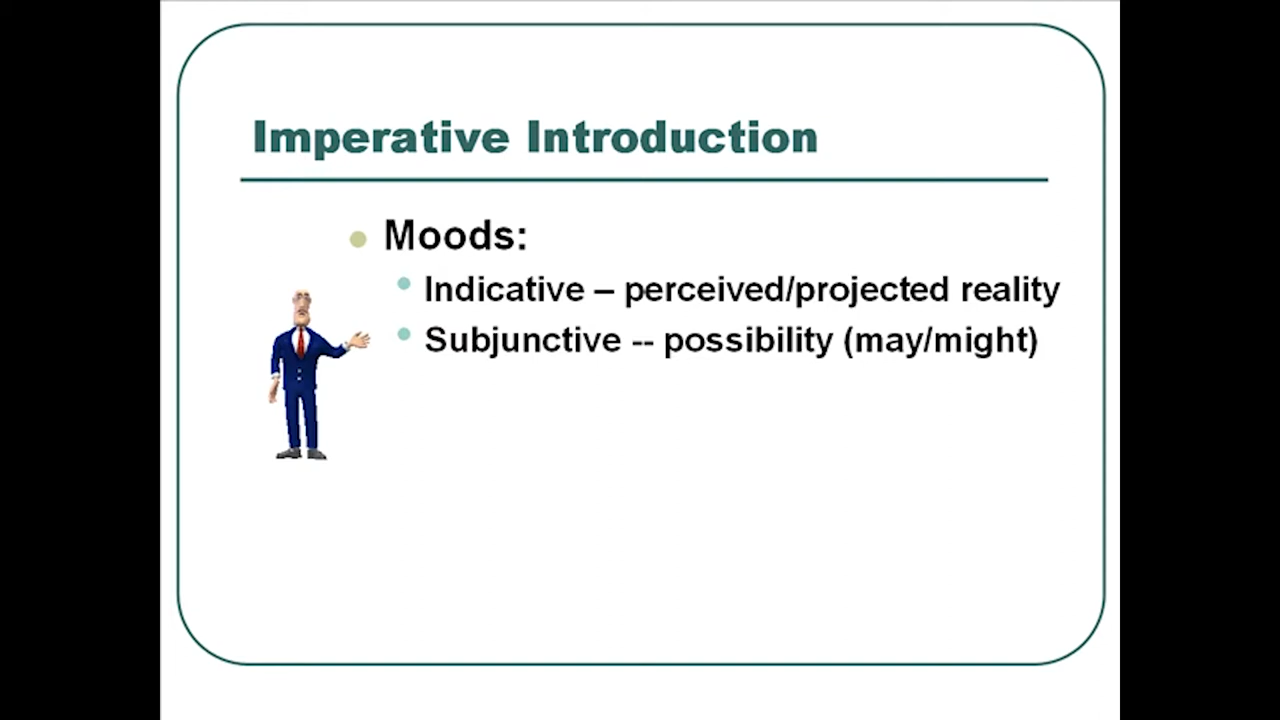 Imperative Introduction
Moods:
Indicative – perceived/projected reality
Subjunctive -- possibility (may/might)